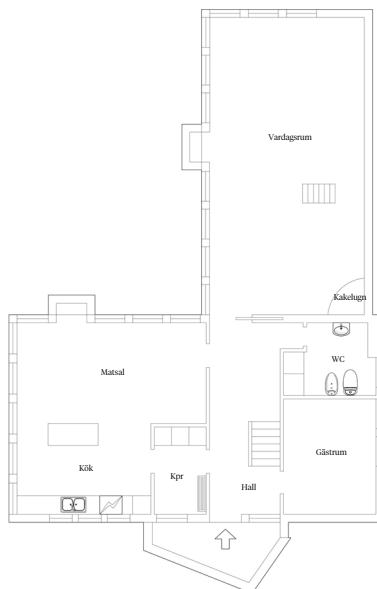 Vardagsrum
Kakelugn
WC
Matsal
Gästrum
Kök
Kpr
Hall